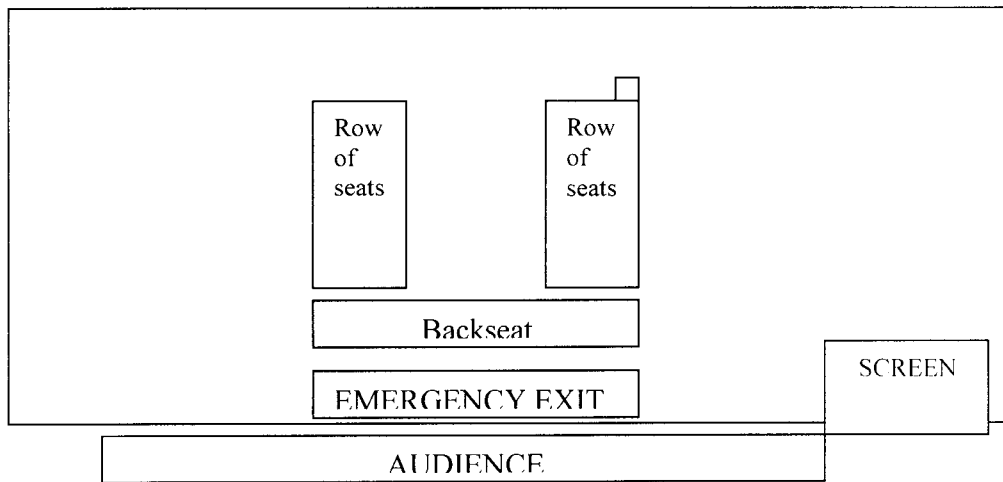 Row
of
seats
Row
of
seats
Backseat
SCREEN
EMERGENCY EXIT
AUDIENCE